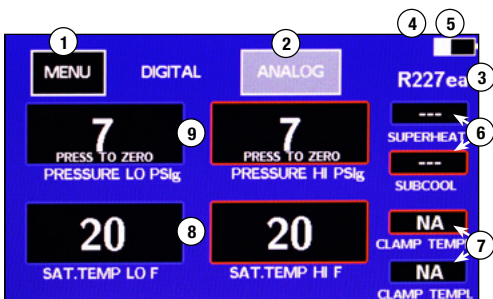 1 2 4 5
MENU DIGITAL ANALOG
R227ea 3
7 9 7 ---
PRESS TO ZERO PRESS TO ZERO SUPERHEAT 6
PRESSURE LO PSIg PRESSURE HI PSIg ---
SUBCOOL
20 8 20 NA
CLAMP TEMPL 7
SAT.TEMP LO F SAT.TEMP HI F NA
CLAMP TEMPL